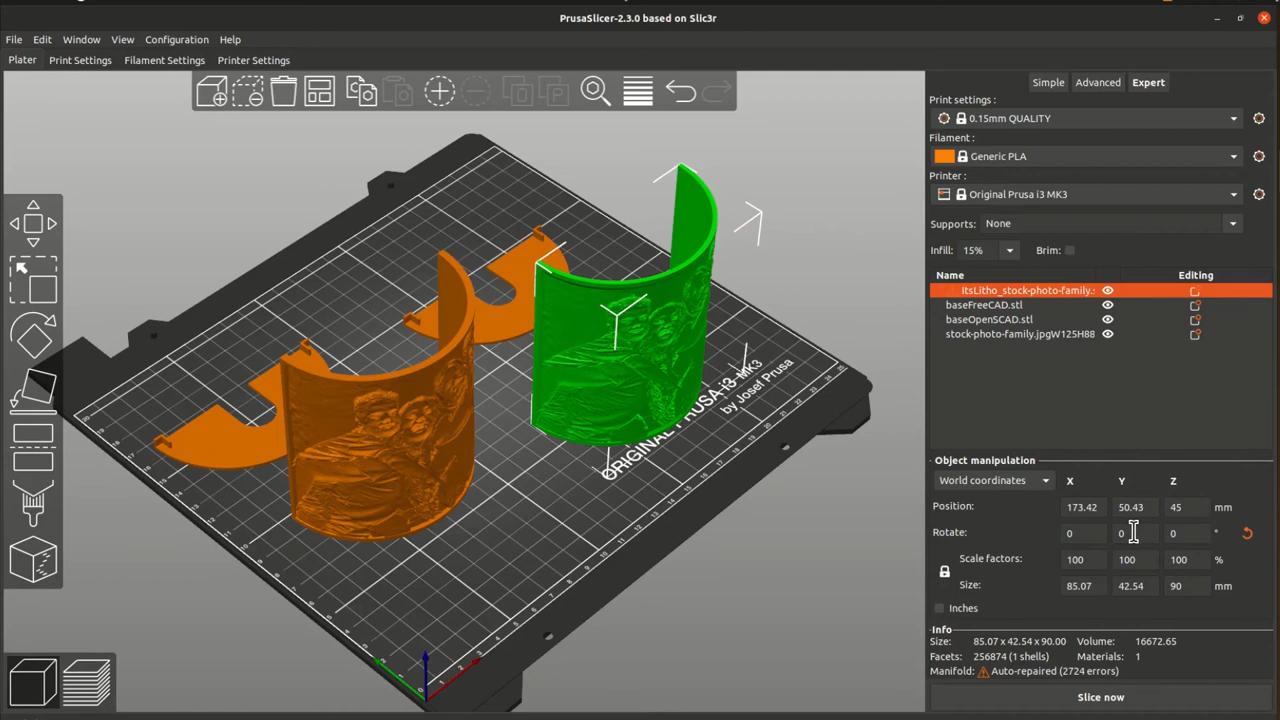 PrusaSlicer-2.3.0 based on Slic3r
File Edit Window View Configuration Help
Plater Print Settings Filament Settings Printer Settings
Simple Advanced Expert
Print settings :
0.15mm QUALITY
Filament :
Generic PLA
Printer :
Original Prusa i3 MK3
Supports: None
Infill: 15% Brim:
Name Editing
ItsLitho_stock-photo-family.s
baseFreeCAD.stl
baseOpenSCAD.stl
stock-photo-family.jpgW125H88
ORIGINAL PRUSA i3 MK3
by Josef Prusa
Object manipulation
World coordinates X Y Z
Position: 173.42 50.43 45 mm
Rotate: 0 0 0 °
Scale factors: 100 100 100 %
Size: 85.07 42.54 90 mm
Inches
Info
Size: 85.07 x 42.54 x 90.00 Volume: 16672.65
Facets: 256874 (1 shells) Materials: 1
Manifold: Auto-repaired (2724 errors)
Slice now